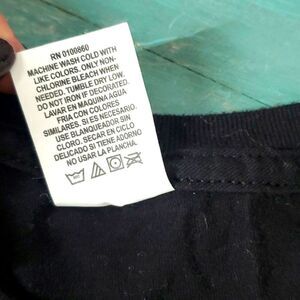 RN 0100860
MACHINE WASH COLD WITH
LIKE COLORS. ONLY NON-
CHLORINE BLEACH WHEN
NEEDED. TUMBLE DRY LOW.
DO NOT IRON IF DECORATED.
LAVAR EN MAQUINA AGUA
FRIA CON COLORES
SIMILARES. SI ES NECESARIO,
USE BLANQUEADOR SIN
CLORO. SECAR EN CICLO
DELICADO SI TIENE ADORNO
NO USAR LA PLANCHA.